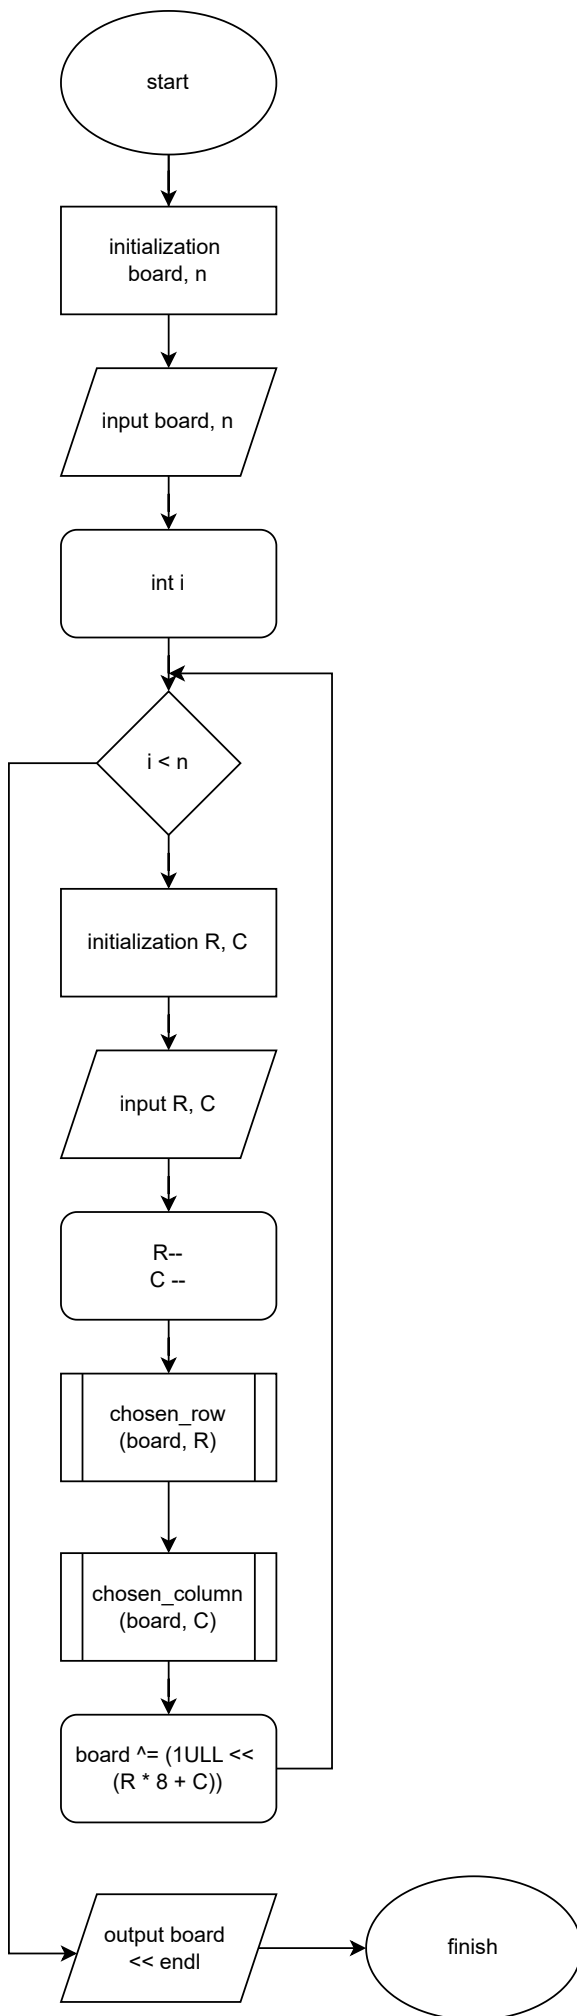 start
initialization
board, n
input board, n
int i
i < n
initialization R, C
input R, C
R--
C --
chosen_row
(board, R)
chosen_column
(board, C)
board ^= (1ULL <<
(R * 8 + C))
output board
<< endl
finish